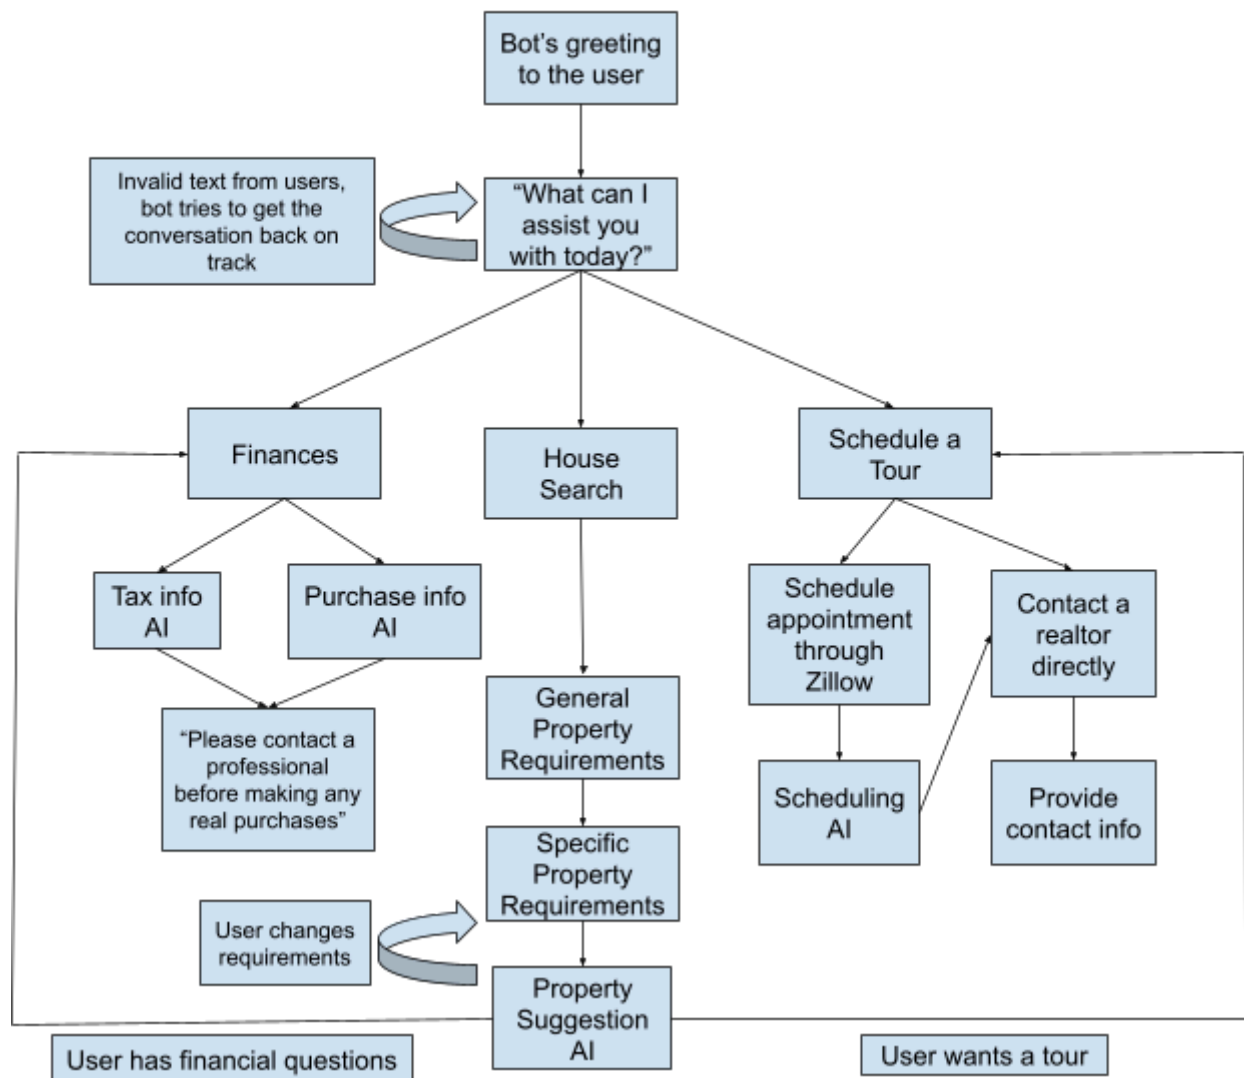 Bot's greeting
to the user
Invalid text from users,
bot tries to get the
conversation back on
track
“What can I
assist you
with today?”
Finances
House
Search
Schedule a
Tour
Tax info
AI
Purchase info
AI
Schedule
appointment
through
Zillow
Contact a
realtor
directly
“Please contact a
professional
before making any
real purchases”
General
Property
Requirements
Scheduling
AI
Provide
contact info
Specific
Property
Requirements
User changes
requirements
Property
Suggestion
AI
User has financial questions
User wants a tour